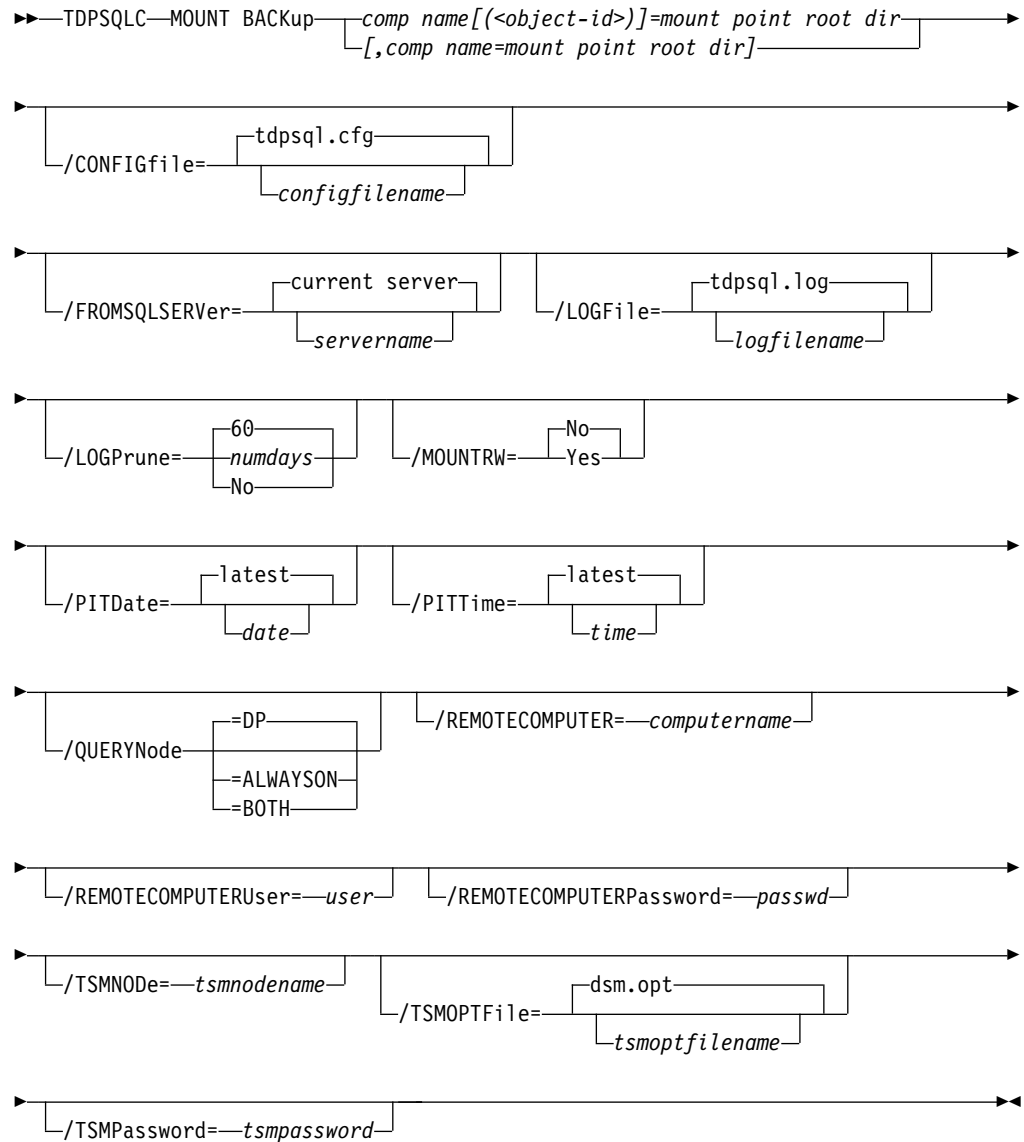 TDPSQLC MOUNT BACKup comp name[(<object-id>)]=mount point root dir
[,comp name=mount point root dir]
/CONFIGfile= tdpsql.cfg
configfilename
/FROMSQLSERVer= current server
servername
/LOGFile= tdpsql.log
logfilename
/LOGPrune= 60
numdays
No
/MOUNTRW= No
Yes
/PITDate= latest
date
/PITTime= latest
time
/QUERYNode =DP
=ALWAYSON
=BOTH
/REMOTECOMPUTER= computername
/REMOTECOMPUTERUser= user
/REMOTECOMPUTERPassword= passwd
/TSMNODe= tsmnodename
/TSMOPTFile= dsm.opt
tsmoptfilename
/TSMPassword= tsmpassword